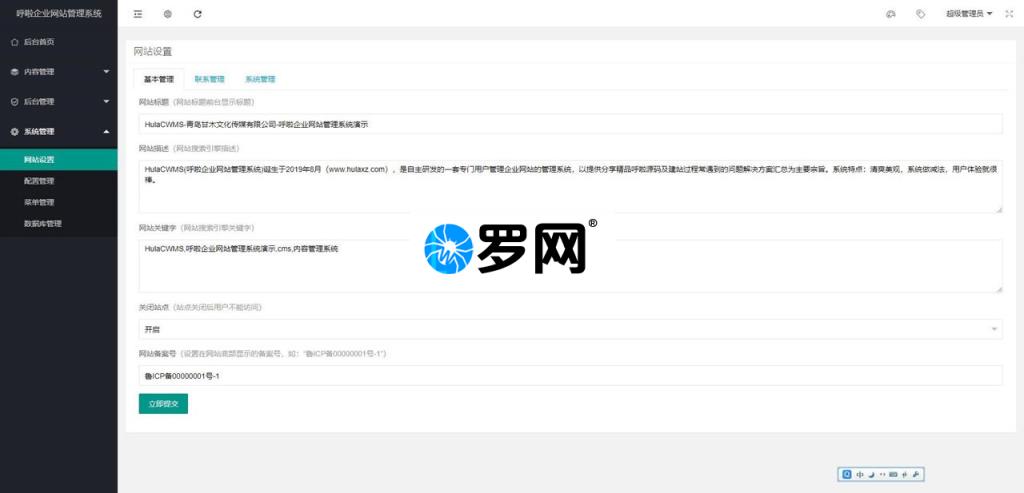 呼啦企业网站管理系统
超级管理员
后台首页
内容管理
后台管理
系统管理
网站设置
配置管理
菜单管理
数据库管理
网站设置
基本管理 联系管理 系统管理
网站标题（网站标题前台显示标题）
HulaCWMS-青岛甘木文化传媒有限公司-呼啦企业网站管理系统演示
网站描述（网站搜索引擎描述）
HulaCWMS(呼啦企业网站管理系统)诞生于2019年8月（www.hulaxz.com），是自主研发的一套专门用户管理企业网站的管理系统，以提供分享精品呼啦源码及建站过程常遇到的问题解决方案汇总为主要宗旨。系统特点：清爽美观，系统做减法，用户体验就很
棒。
网站关键字（网站搜索引擎关键字）
HulaCWMS,呼啦企业网站管理系统演示,cms,内容管理系统
罗网®
关闭站点（站点关闭后用户不能访问）
开启
网站备案号（设置在网站底部显示的备案号，如：“鲁ICP备00000001号-1”）
鲁ICP备00000001号-1
立即提交
中